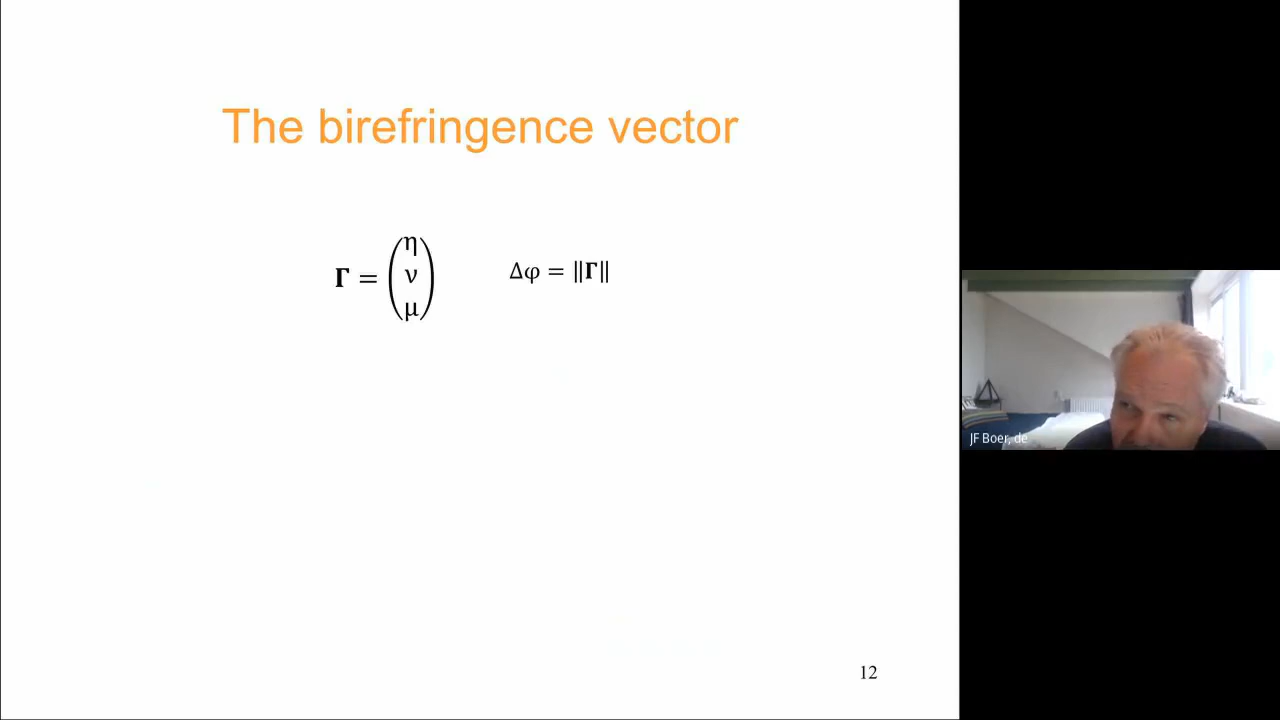 The birefringence vector
𝚪 = (η ν μ)
Δφ = ‖𝚪‖
JF Boer, de
12